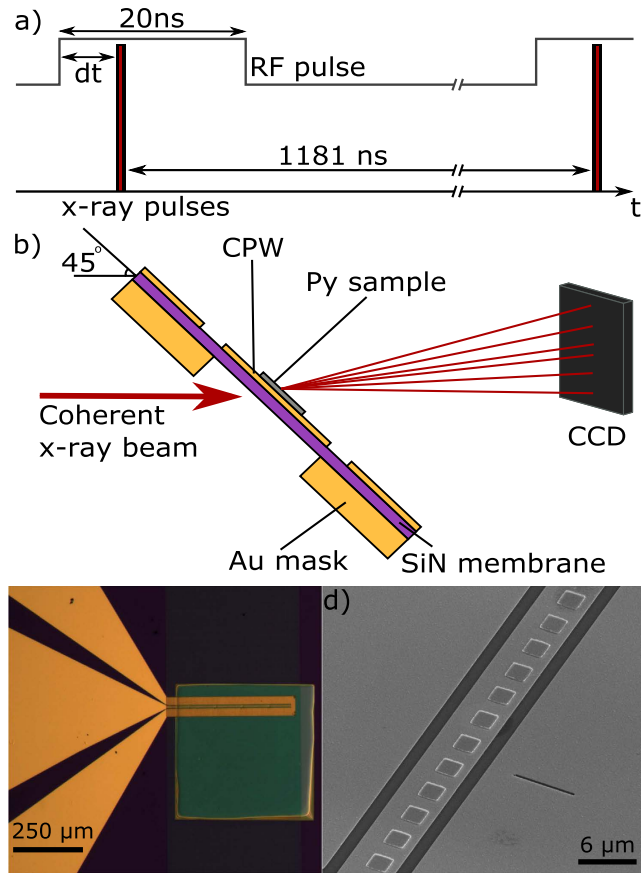 a)
20ns
dt
RF pulse
1181 ns
x-ray pulses
t
b)
45°
CPW
Py sample
Coherent
x-ray beam
CCD
Au mask
SiN membrane
d)
250 µm
6 µm